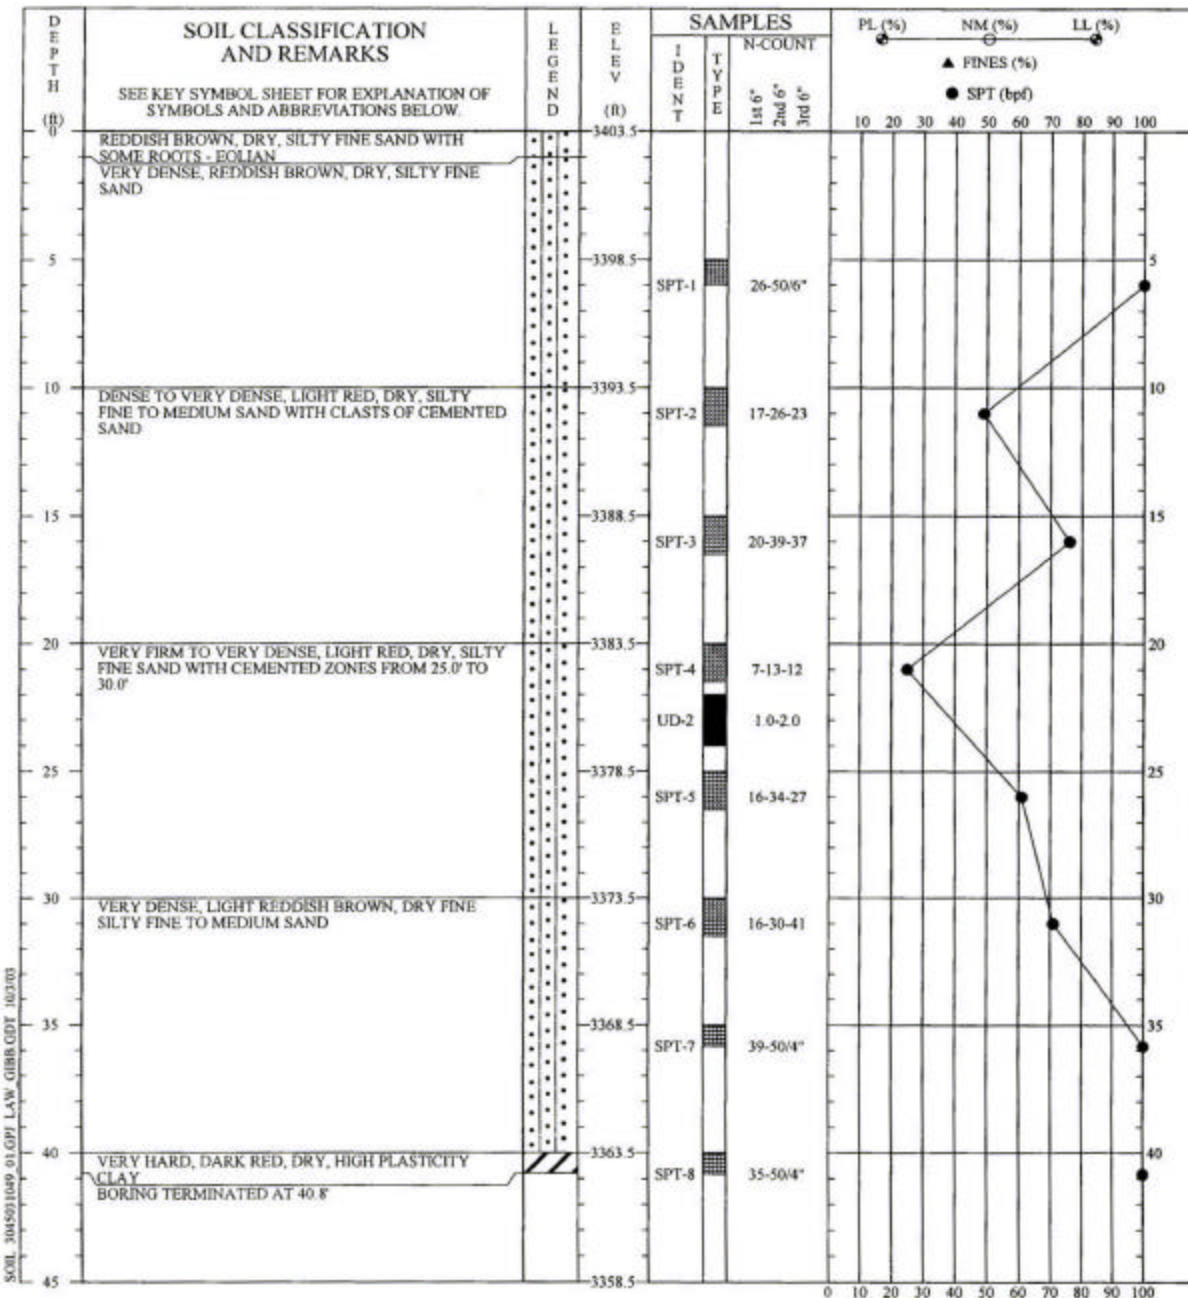 DEPTH (ft)
SOIL CLASSIFICATION
AND REMARKS
SEE KEY SYMBOL SHEET FOR EXPLANATION OF
SYMBOLS AND ABBREVIATIONS BELOW.
LEGEND
ELEV (ft)
SAMPLES
IDENT
TYPE
N-COUNT
1st 6"
2nd 6"
3rd 6"
PL (%) NM (%) LL (%)
▲ FINES (%)
● SPT (bpf)
10 20 30 40 50 60 70 80 90 100
0 3403.5
REDDISH BROWN, DRY, SILTY FINE SAND WITH
SOME ROOTS - EOLIAN
VERY DENSE, REDDISH BROWN, DRY, SILTY FINE
SAND
5 3398.5 5
SPT-1 26-50/6"
10 3393.5 10
DENSE TO VERY DENSE, LIGHT RED, DRY, SILTY
FINE TO MEDIUM SAND WITH CLASTS OF CEMENTED
SAND
SPT-2 17-26-23
15 3388.5 15
SPT-3 20-39-37
20 3383.5 20
VERY FIRM TO VERY DENSE, LIGHT RED, DRY, SILTY
FINE SAND WITH CEMENTED ZONES FROM 25.0' TO
30.0'
SPT-4 7-13-12
UD-2 1.0-2.0
25 3378.5 25
SPT-5 16-34-27
30 3373.5 30
VERY DENSE, LIGHT REDDISH BROWN, DRY FINE
SILTY FINE TO MEDIUM SAND
SPT-6 16-30-41
35 3368.5 35
SPT-7 39-50/4"
40 3363.5 40
VERY HARD, DARK RED, DRY, HIGH PLASTICITY
CLAY
SPT-8 35-50/4"
BORING TERMINATED AT 40.8'
45 3358.5
0 10 20 30 40 50 60 70 80 90 100
SOIL 3045031049_01.GPJ LAW_GIBB.GDT 10/3/03